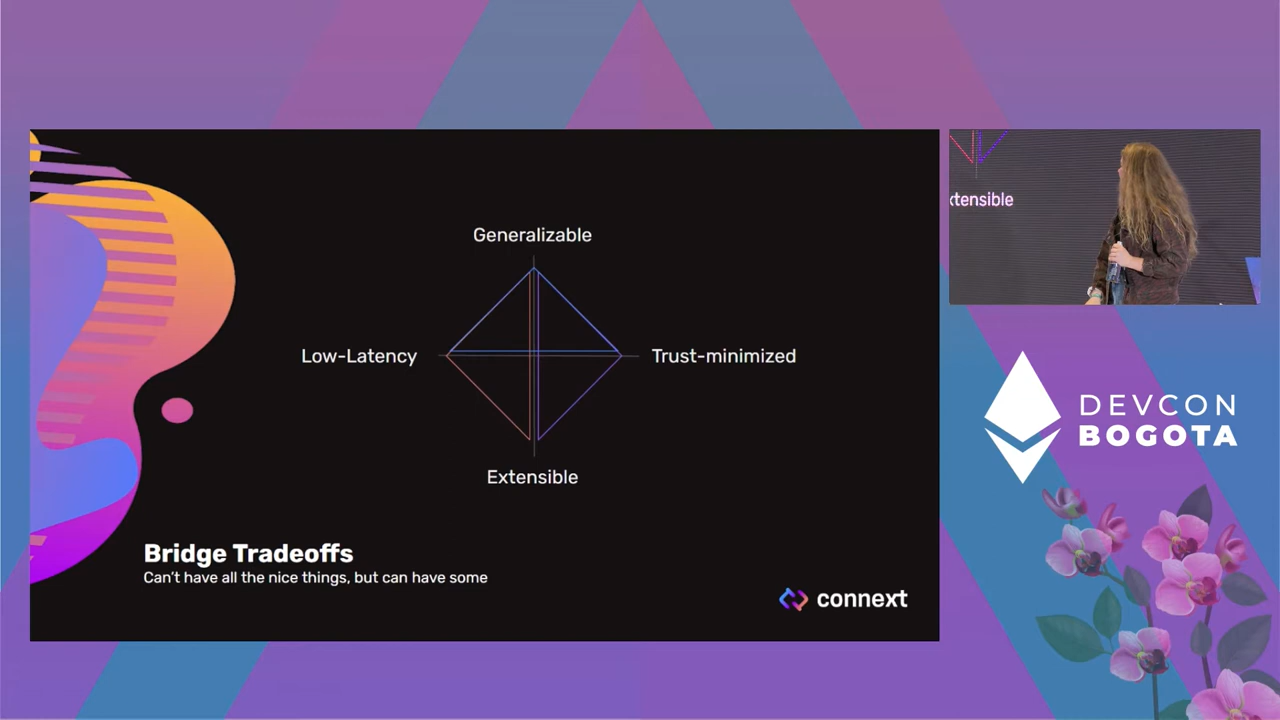 Generalizable
Low-Latency
Trust-minimized
Extensible
Bridge Tradeoffs
Can't have all the nice things, but can have some
connext
xtensible
DEVCON
BOGOTA